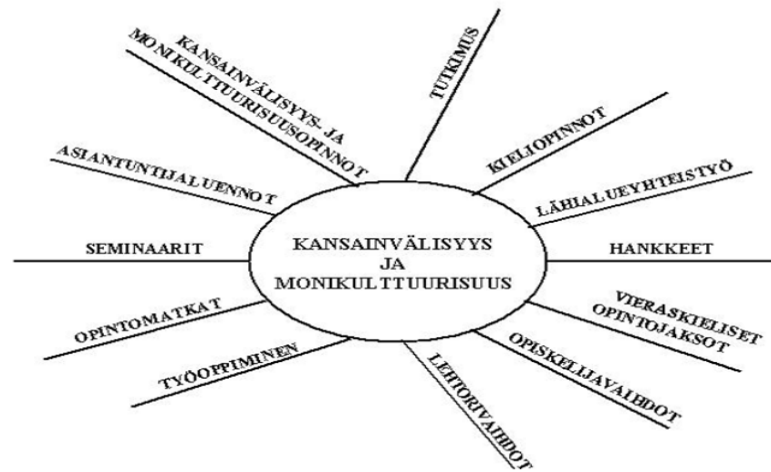 KANSAINVÄLISYYS- JA
MONIKULTTUURISUUSOPINNOT
TUTKIMUS
KIELIOPINNOT
ASIANTUNTIJALUENNOT
LÄHIALUEYHTEISTYÖ
SEMINAARIT
KANSAINVÄLISYYS
JA
MONIKULTTUURISUUS
HANKKEET
OPINTOMATKAT
VIERASKIELISET
OPINTOJAKSOT
TYÖOPPIMINEN
LEHTORIVAIHDOT
OPISKELIJAVAIHDOT